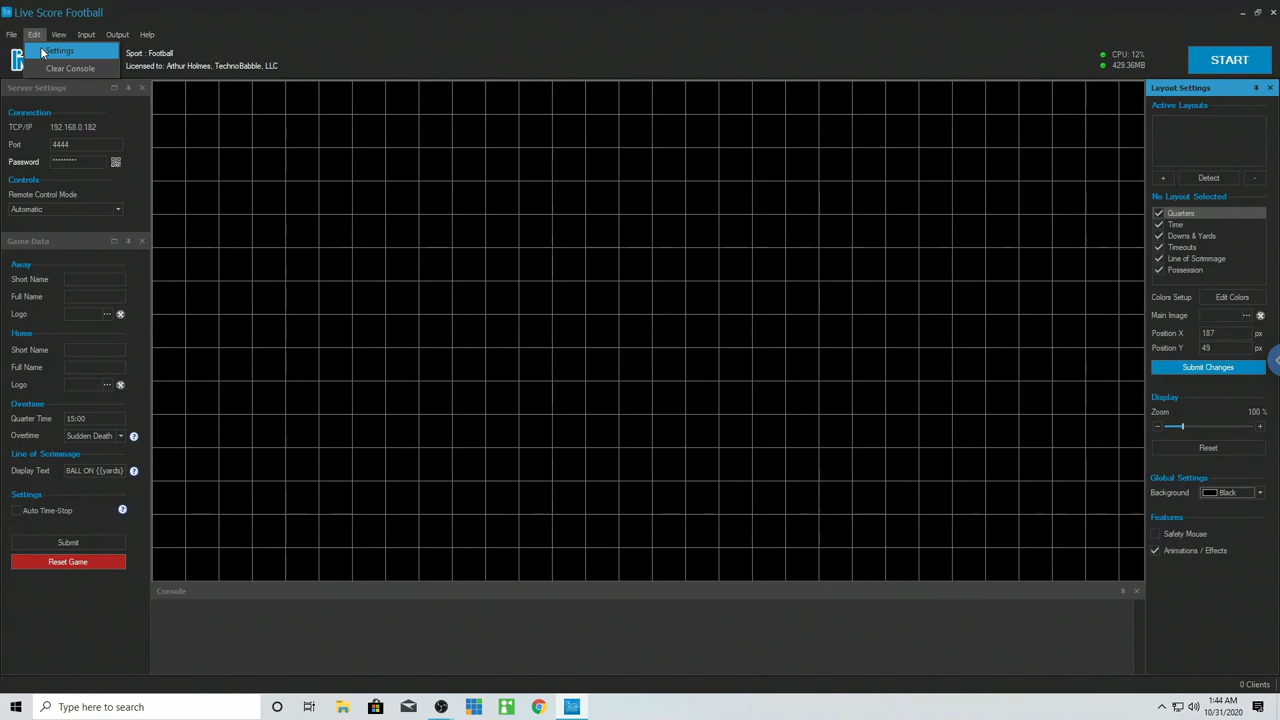 Live Score Football
File Edit View Input Output Help
Settings
Clear Console
Sport : Football
Licensed to: Arthur Holmes, TechnoBabble, LLC
CPU: 12%
429.36MB
START
Server Settings
Connection
TCP/IP 192.168.0.182
Port 4444
Password *********
Controls
Remote Control Mode
Automatic
Game Data
Away
Short Name
Full Name
Logo ...
Home
Short Name
Full Name
Logo ...
Overtime
Quarter Time 15:00
Overtime Sudden Death ?
Line of Scrimmage
Display Text BALL ON {{yards} ?
Settings
Auto Time-Stop ?
Submit
Reset Game
Console
Layout Settings
Active Layouts
+ Detect -
No Layout Selected
Quarters
Time
Downs & Yards
Timeouts
Line of Scrimmage
Possession
Colors Setup Edit Colors
Main Image ...
Position X 187 px
Position Y 49 px
Submit Changes
Display
Zoom 100 %
Reset
Global Settings
Background Black
Features
Safety Mouse
Animations / Effects
0 Clients
Type here to search
1:44 AM
10/31/2020